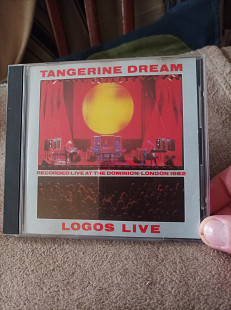 TANGERINE DREAM
RECORDED LIVE AT THE DOMINION LONDON 1982
LOGOS LIVE